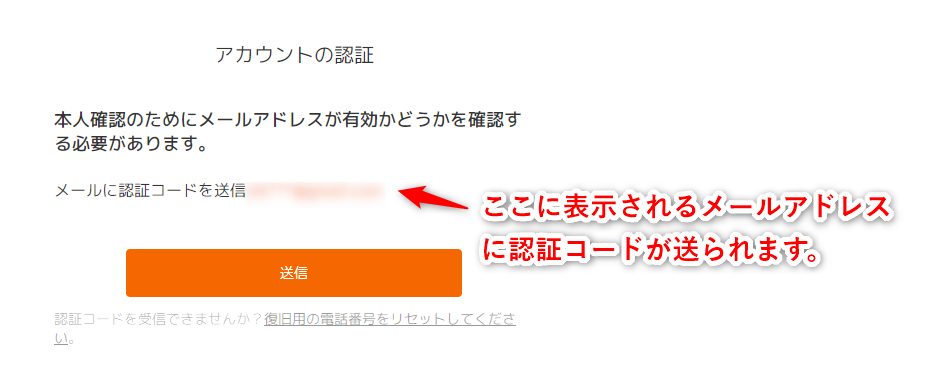 アカウントの認証
本人確認のためにメールアドレスが有効かどうかを確認す
る必要があります。
メールに認証コードを送信
ここに表示されるメールアドレス
に認証コードが送られます。
送信
認証コードを受信できませんか？復旧用の電話番号をリセットしてくださ
い。